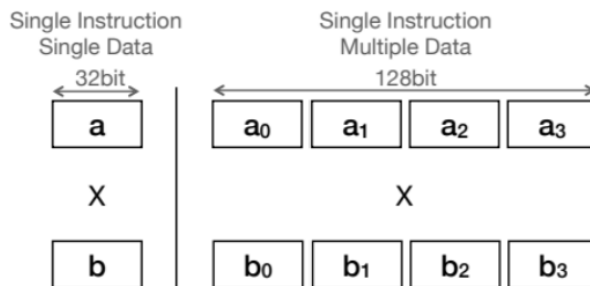 Single Instruction
Single Data
32bit
a
X
b
Single Instruction
Multiple Data
128bit
a₀ a₁ a₂ a₃
X
b₀ b₁ b₂ b₃